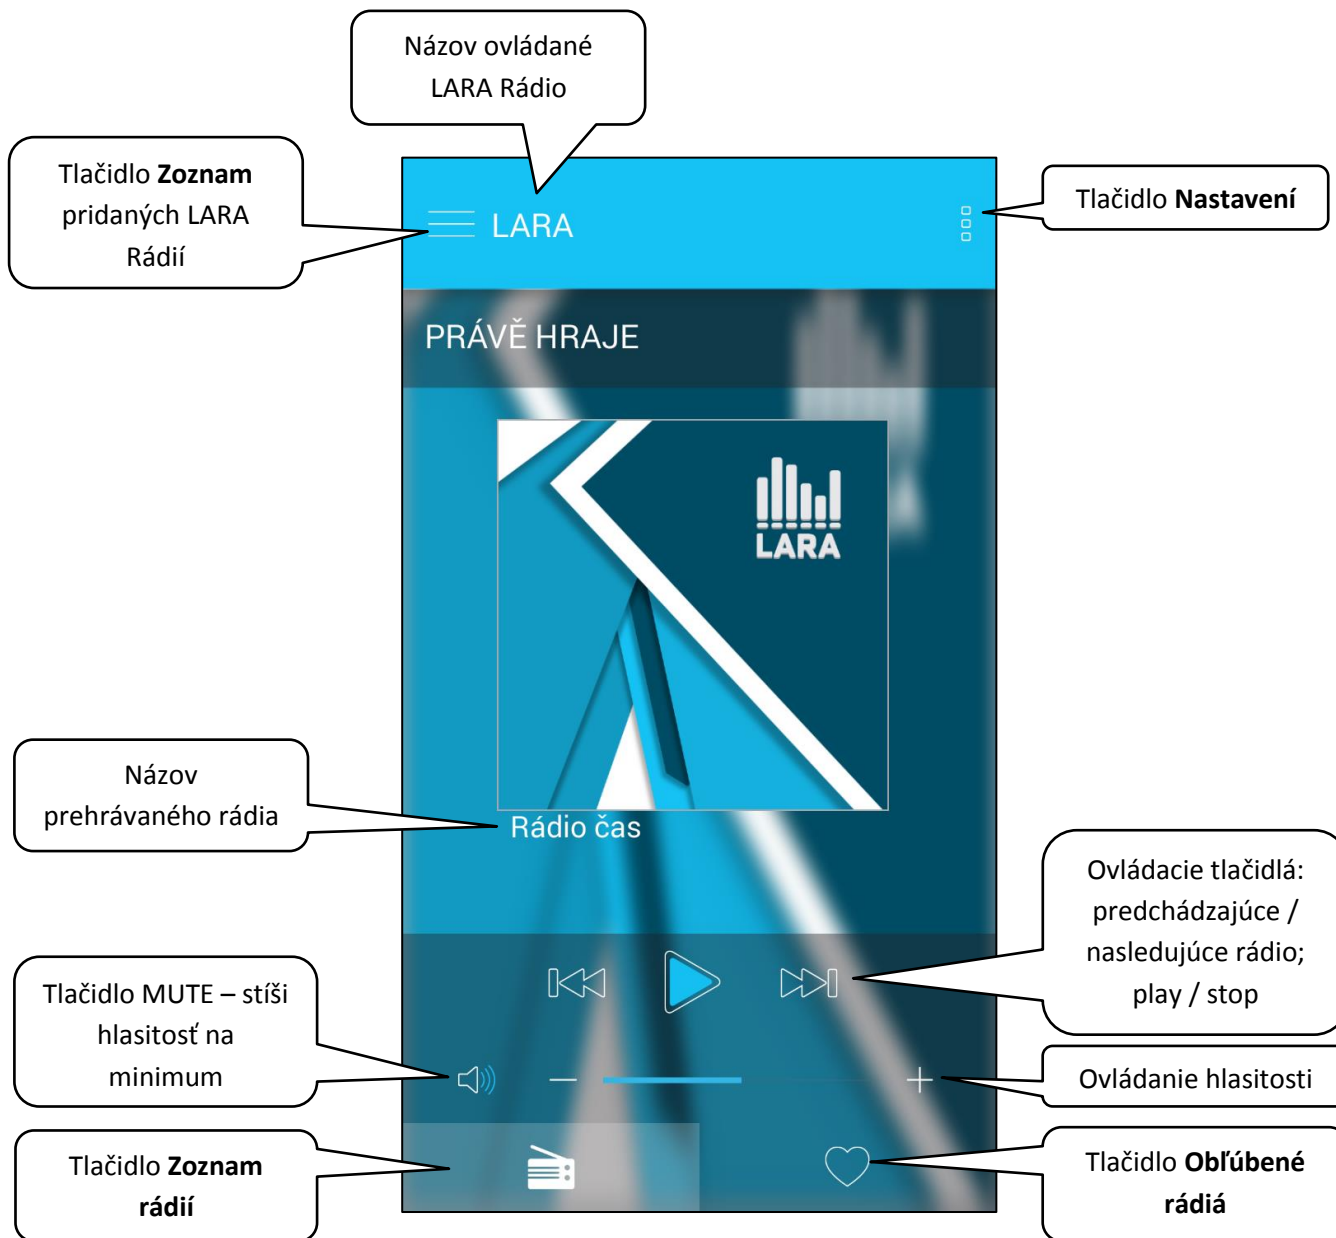 Názov ovládané
LARA Rádio
Tlačidlo Zoznam
pridaných LARA
Rádií
Tlačidlo Nastavení
LARA
PRÁVĚ HRAJE
LARA
Názov
prehrávaného rádia
Rádio čas
Ovládacie tlačidlá:
predchádzajúce /
nasledujúce rádio;
play / stop
Tlačidlo MUTE – stíši
hlasitosť na
minimum
Ovládanie hlasitosti
Tlačidlo Zoznam
rádií
Tlačidlo Obľúbené
rádiá